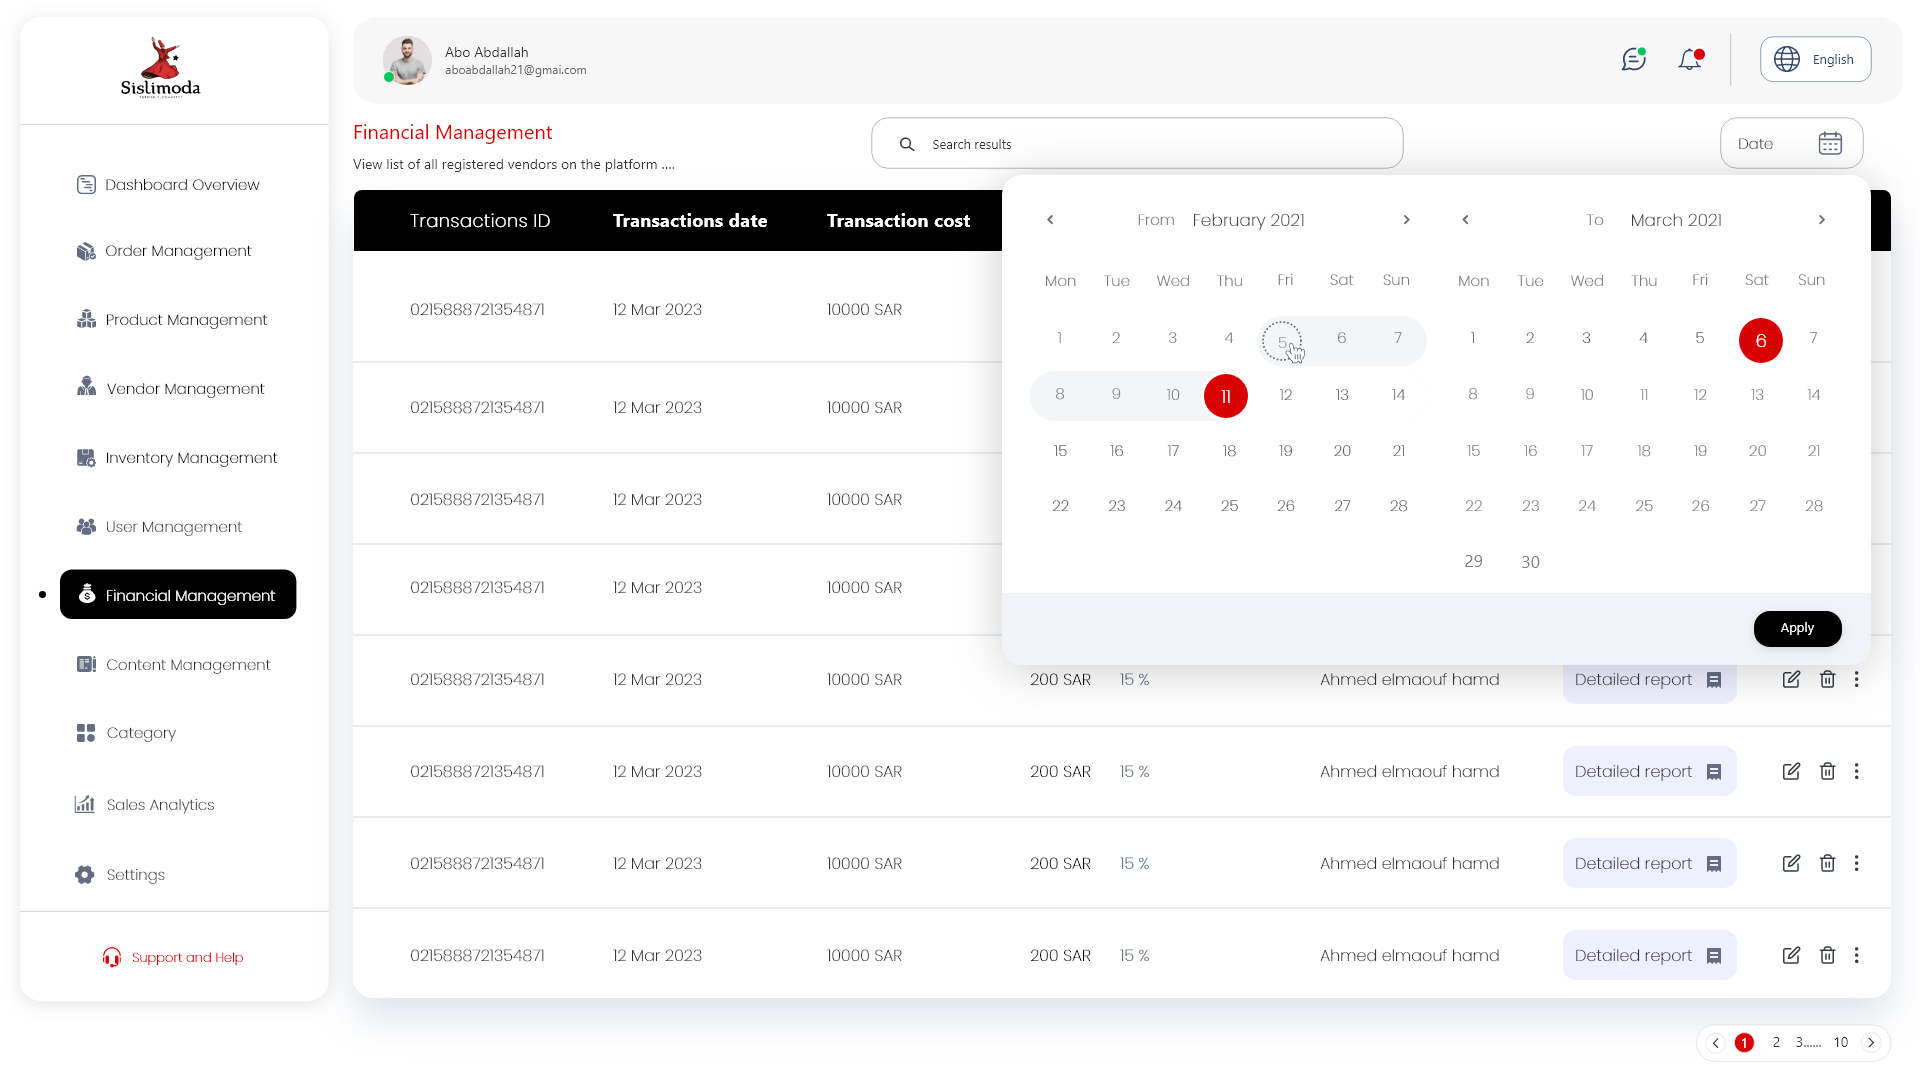 Sislimoda
Dashboard Overview
Order Management
Product Management
Vendor Management
Inventory Management
User Management
Financial Management
Content Management
Category
Sales Analytics
Settings
Support and Help
Abo Abdallah
aboabdallah21@gmai.com
English
Financial Management
View list of all registered vendors on the platform ....
Search results
Date
Transactions ID Transactions date Transaction cost
0215888721354871 12 Mar 2023 10000 SAR
0215888721354871 12 Mar 2023 10000 SAR
0215888721354871 12 Mar 2023 10000 SAR
0215888721354871 12 Mar 2023 10000 SAR
0215888721354871 12 Mar 2023 10000 SAR 200 SAR 15 % Ahmed elmaouf hamd Detailed report
0215888721354871 12 Mar 2023 10000 SAR 200 SAR 15 % Ahmed elmaouf hamd Detailed report
0215888721354871 12 Mar 2023 10000 SAR 200 SAR 15 % Ahmed elmaouf hamd Detailed report
0215888721354871 12 Mar 2023 10000 SAR 200 SAR 15 % Ahmed elmaouf hamd Detailed report
From February 2021
Mon Tue Wed Thu Fri Sat Sun
1 2 3 4 5 6 7
8 9 10 11 12 13 14
15 16 17 18 19 20 21
22 23 24 25 26 27 28
To March 2021
Mon Tue Wed Thu Fri Sat Sun
1 2 3 4 5 6 7
8 9 10 11 12 13 14
15 16 17 18 19 20 21
22 23 24 25 26 27 28
29 30
Apply
1 2 3...... 10